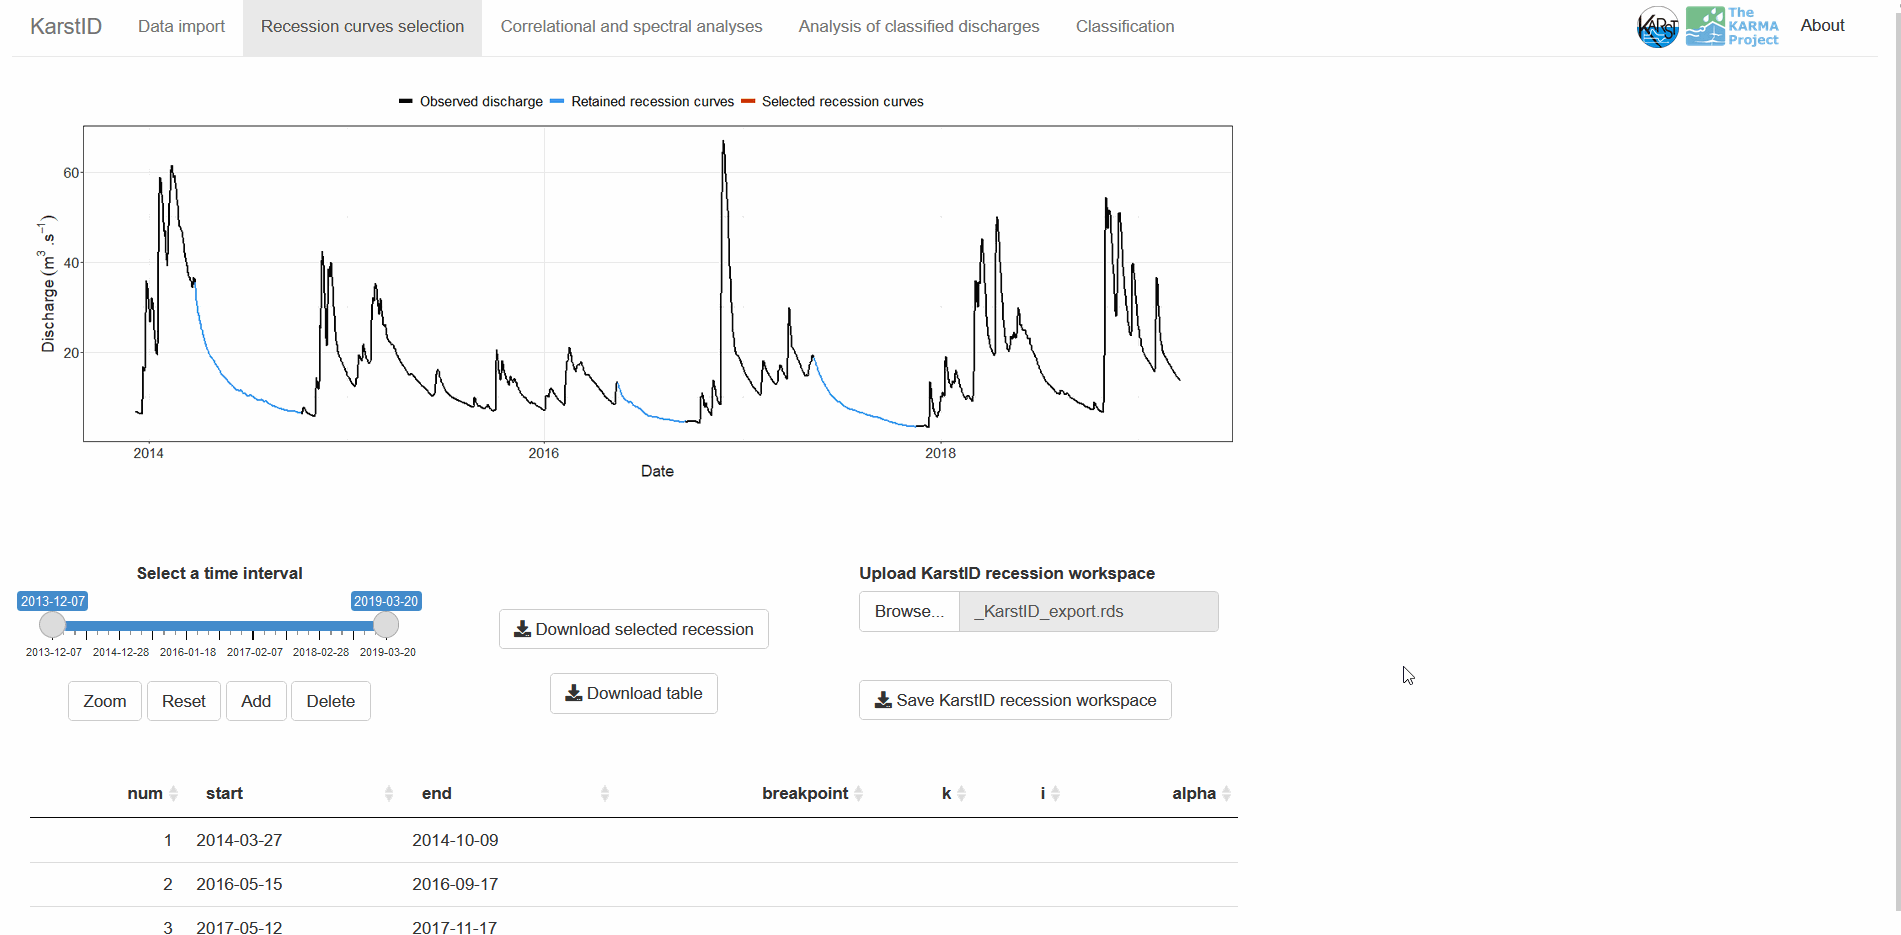 KarstID Data import Recession curves selection Correlational and spectral analyses Analysis of classified discharges Classification KARST The KARMA Project About
Observed discharge Retained recession curves Selected recession curves
Discharge (m³ .s⁻¹)
60
40
20
2014 2016 2018
Date
Select a time interval
2013-12-07 2019-03-20
2013-12-07 2014-12-28 2016-01-18 2017-02-07 2018-02-28 2019-03-20
Zoom Reset Add Delete
Download selected recession
Download table
Upload KarstID recession workspace
Browse... _KarstID_export.rds
Save KarstID recession workspace
num start end breakpoint k i alpha
1 2014-03-27 2014-10-09
2 2016-05-15 2016-09-17
3 2017-05-12 2017-11-17